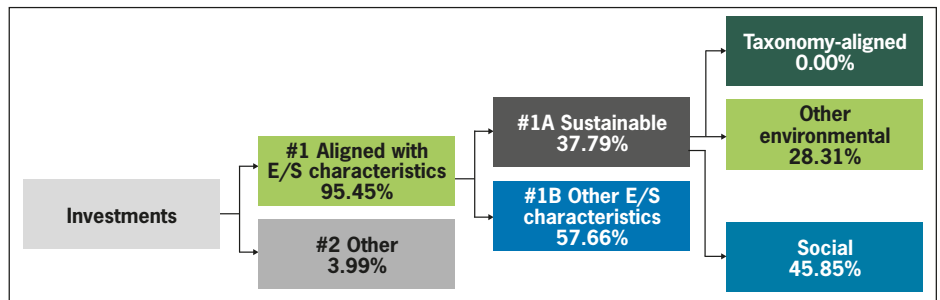 Investments
#1 Aligned with
E/S characteristics
95.45%
#2 Other
3.99%
#1A Sustainable
37.79%
#1B Other E/S
characteristics
57.66%
Taxonomy-aligned
0.00%
Other
environmental
28.31%
Social
45.85%